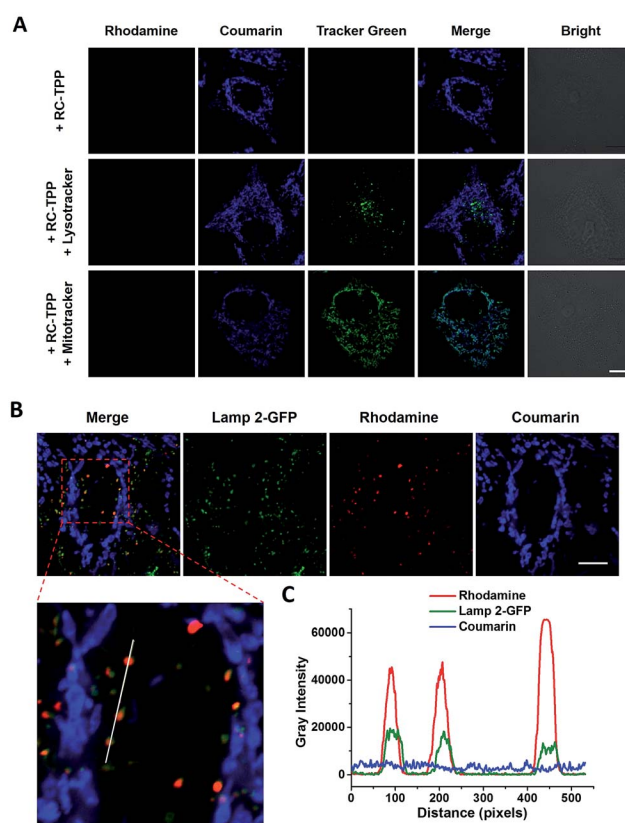 A
Rhodamine Coumarin Tracker Green Merge Bright
+ RC-TPP
+ RC-TPP
+ Lysotracker
+ RC-TPP
+ Mitotracker
B
Merge Lamp 2-GFP Rhodamine Coumarin
C
Rhodamine
Lamp 2-GFP
Coumarin
60000
40000
20000
0
Gray Intensity
0 100 200 300 400 500
Distance (pixels)